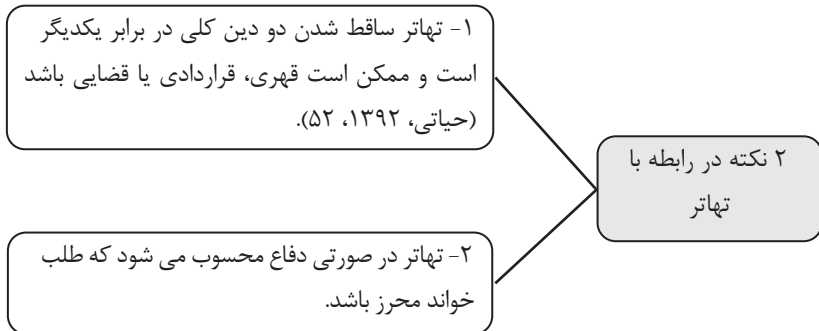 ۱- تهاتر ساقط شدن دو دین کلی در برابر یکدیگر
است و ممکن است قهری، قراردادی یا قضایی باشد
(حیاتی، ۱۳۹۲، ۵۲).
۲ نکته در رابطه با
تهاتر
۲- تهاتر در صورتی دفاع محسوب می شود که طلب
خواند محرز باشد.